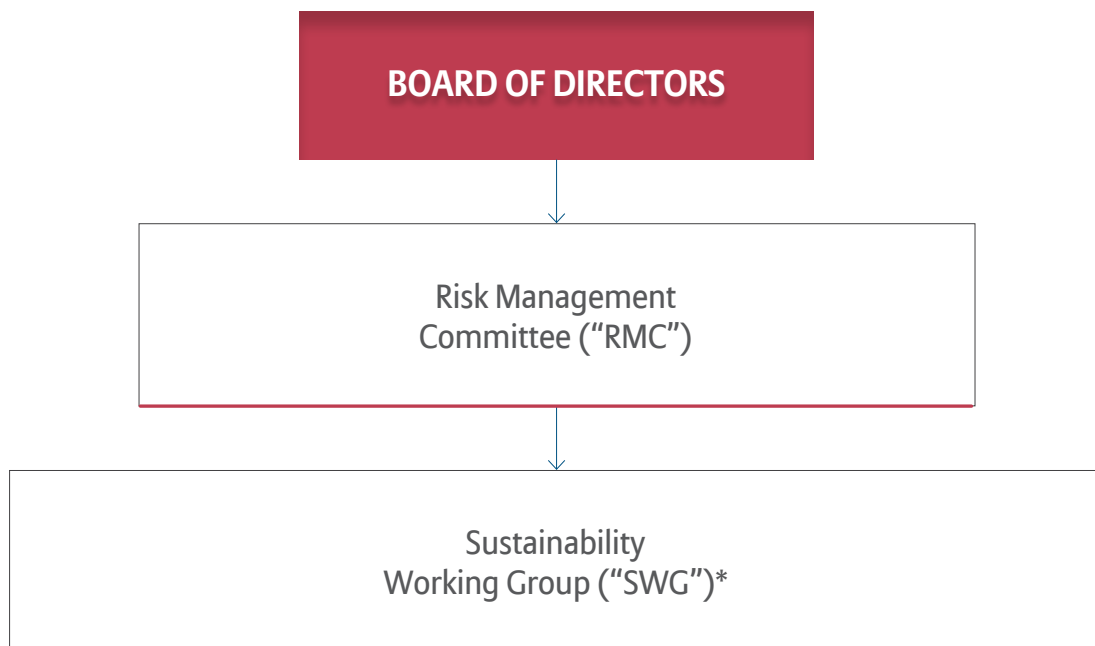 BOARD OF DIRECTORS
Risk Management
Committee (“RMC”)
Sustainability
Working Group (“SWG”)*